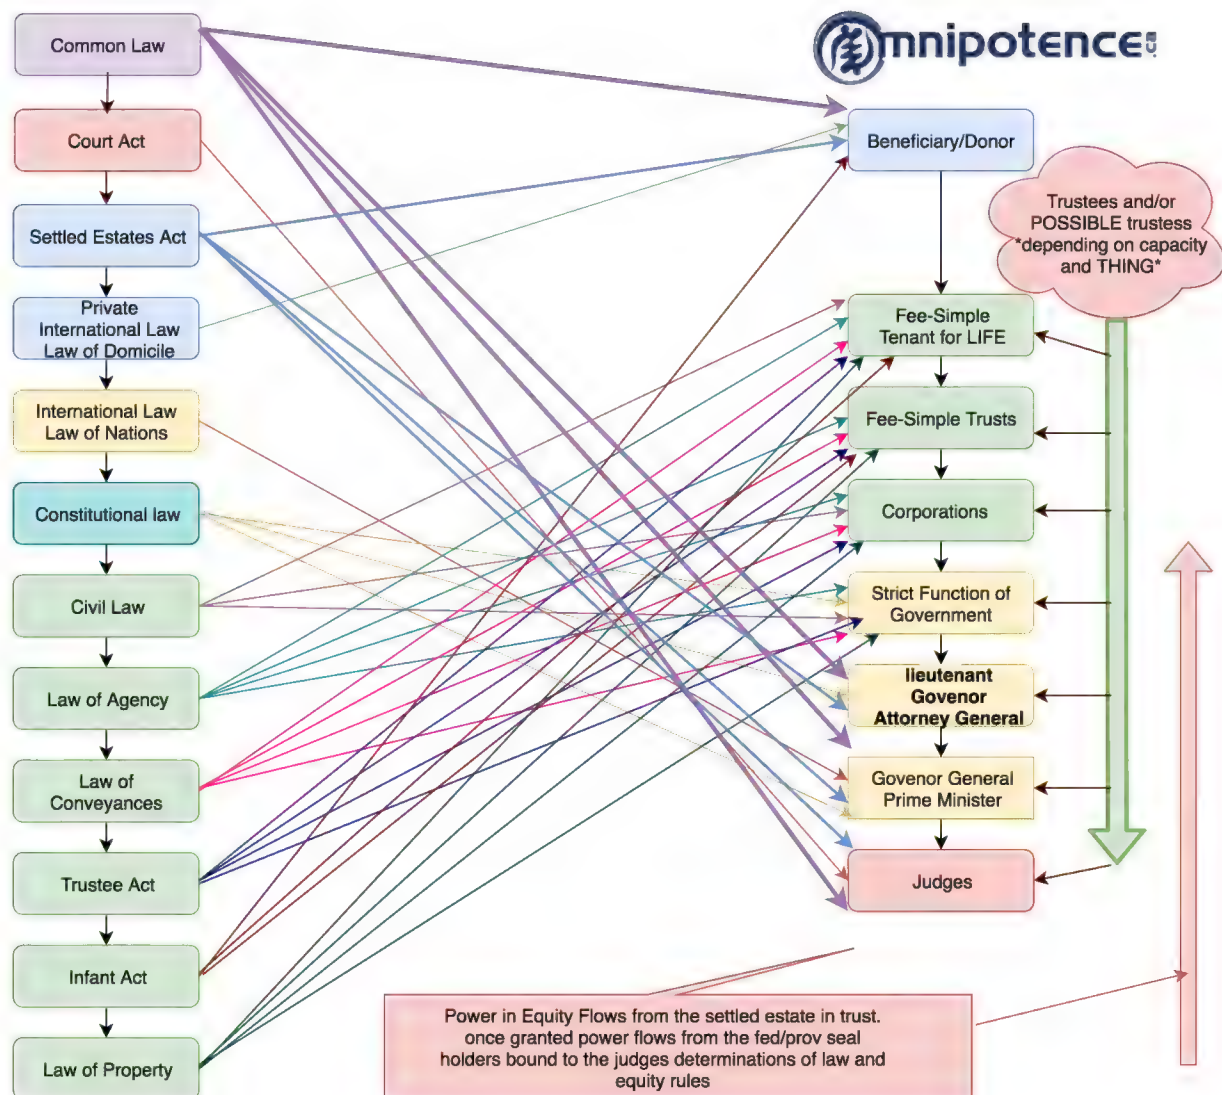 Common Law
Court Act
Settled Estates Act
Private
International Law
Law of Domicile
International Law
Law of Nations
Constitutional law
Civil Law
Law of Agency
Law of
Conveyances
Trustee Act
Infant Act
Law of Property
Omnipotence
Beneficiary/Donor
Trustees and/or
POSSIBLE trustess
*depending on capacity
and THING*
Fee-Simple
Tenant for LIFE
Fee-Simple Trusts
Corporations
Strict Function of
Government
lieutenant
Govenor
Attorney General
Govenor General
Prime Minister
Judges
Power in Equity Flows from the settled estate in trust.
once granted power flows from the fed/prov seal
holders bound to the judges determinations of law and
equity rules